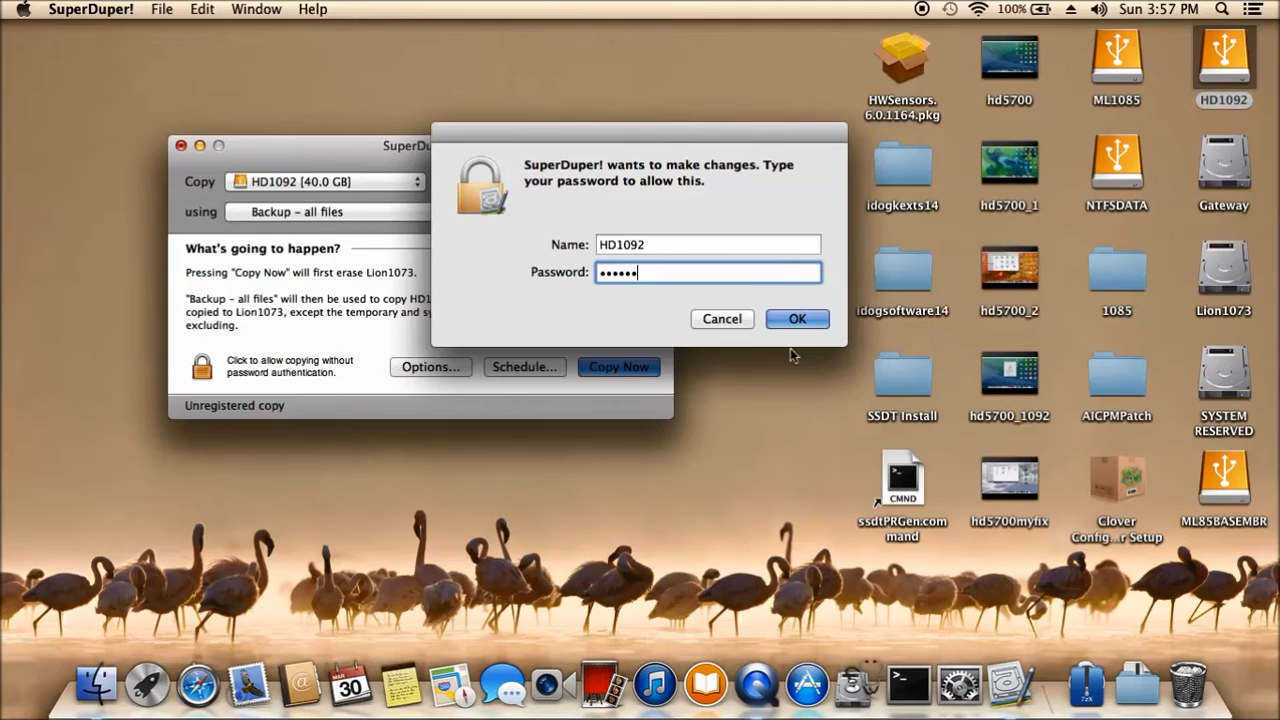 SuperDuper! File Edit Window Help
100% Sun 3:57 PM
SuperDu
Copy HD1092 [40.0 GB]
using Backup – all files
What's going to happen?
Pressing "Copy Now" will first erase Lion1073.
"Backup – all files" will then be used to copy HD1
copied to Lion1073, except the temporary and sy
excluding.
Click to allow copying without
password authentication.
Options... Schedule... Copy Now
Unregistered copy
SuperDuper! wants to make changes. Type
your password to allow this.
Name: HD1092
Password: ••••••
Cancel OK
HWSensors.
6.0.1164.pkg
hd5700
ML1085
HD1092
idogkexts14
hd5700_1
NTFSDATA
Gateway
idogsoftware14
hd5700_2
1085
Lion1073
SSDT Install
hd5700_1092
AICPMPatch
SYSTEM
RESERVED
CMND
ssdtPRGen.com
mand
hd5700myfix
Clover
Config...r Setup
ML85BASEMBR
MAR
30
7zX